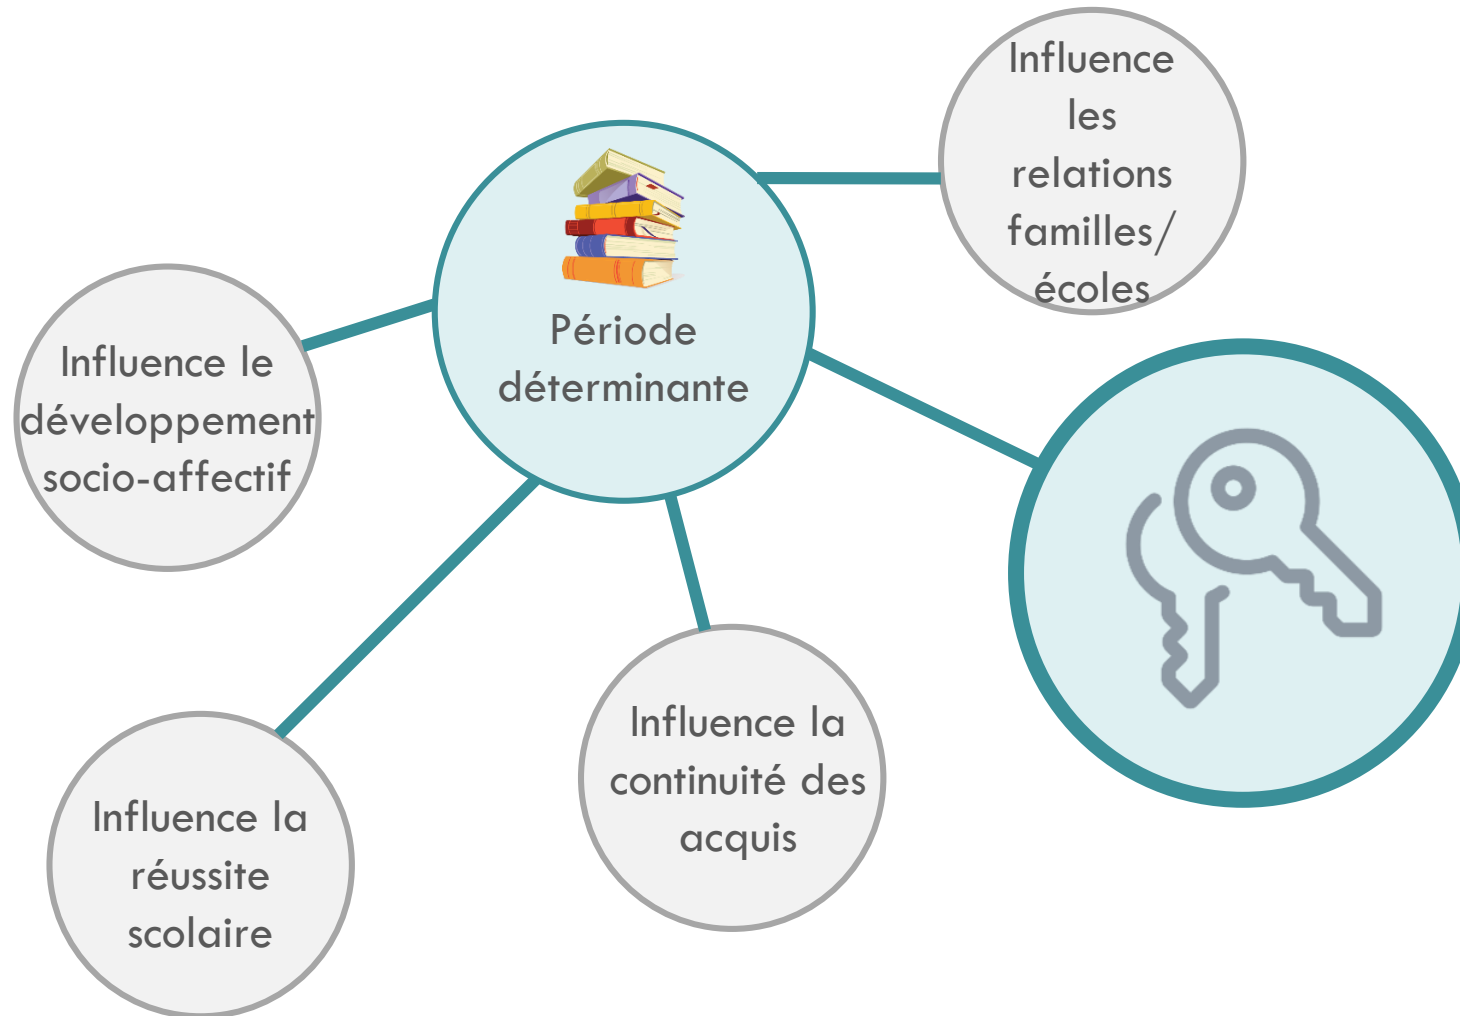 Influence
les
relations
familles/
écoles
Période
déterminante
Influence le
développement
socio-affectif
Influence la
continuité des
acquis
Influence la
réussite
scolaire